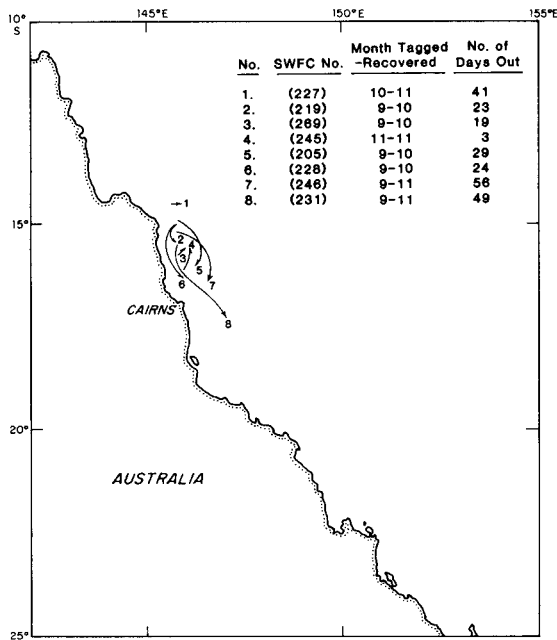 10°
S
145°E
150°E
155°E
No. SWFC No. Month Tagged -Recovered No. of Days Out
1. (227) 10-11 41
2. (219) 9-10 23
3. (269) 9-10 19
4. (245) 11-11 3
5. (205) 9-10 29
6. (228) 9-10 24
7. (246) 9-11 56
8. (231) 9-11 49
1
15°
2
4
3
5
6
7
CAIRNS
8
20°
AUSTRALIA
25°